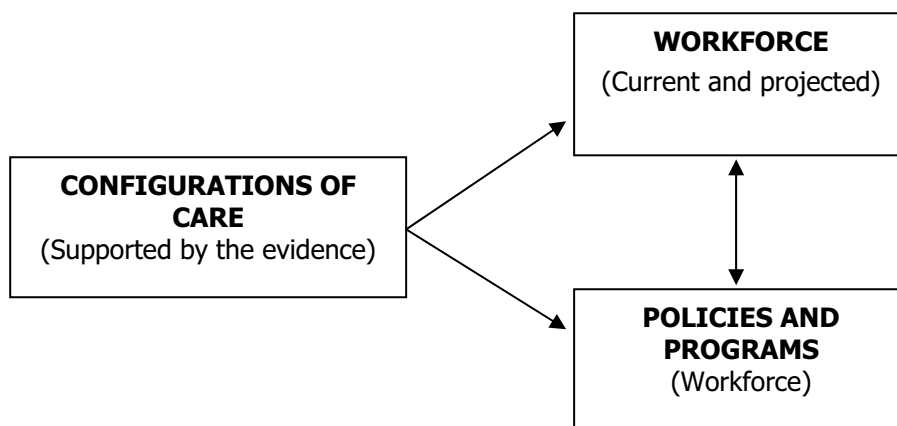 WORKFORCE
(Current and projected)
CONFIGURATIONS OF
CARE
(Supported by the evidence)
POLICIES AND
PROGRAMS
(Workforce)